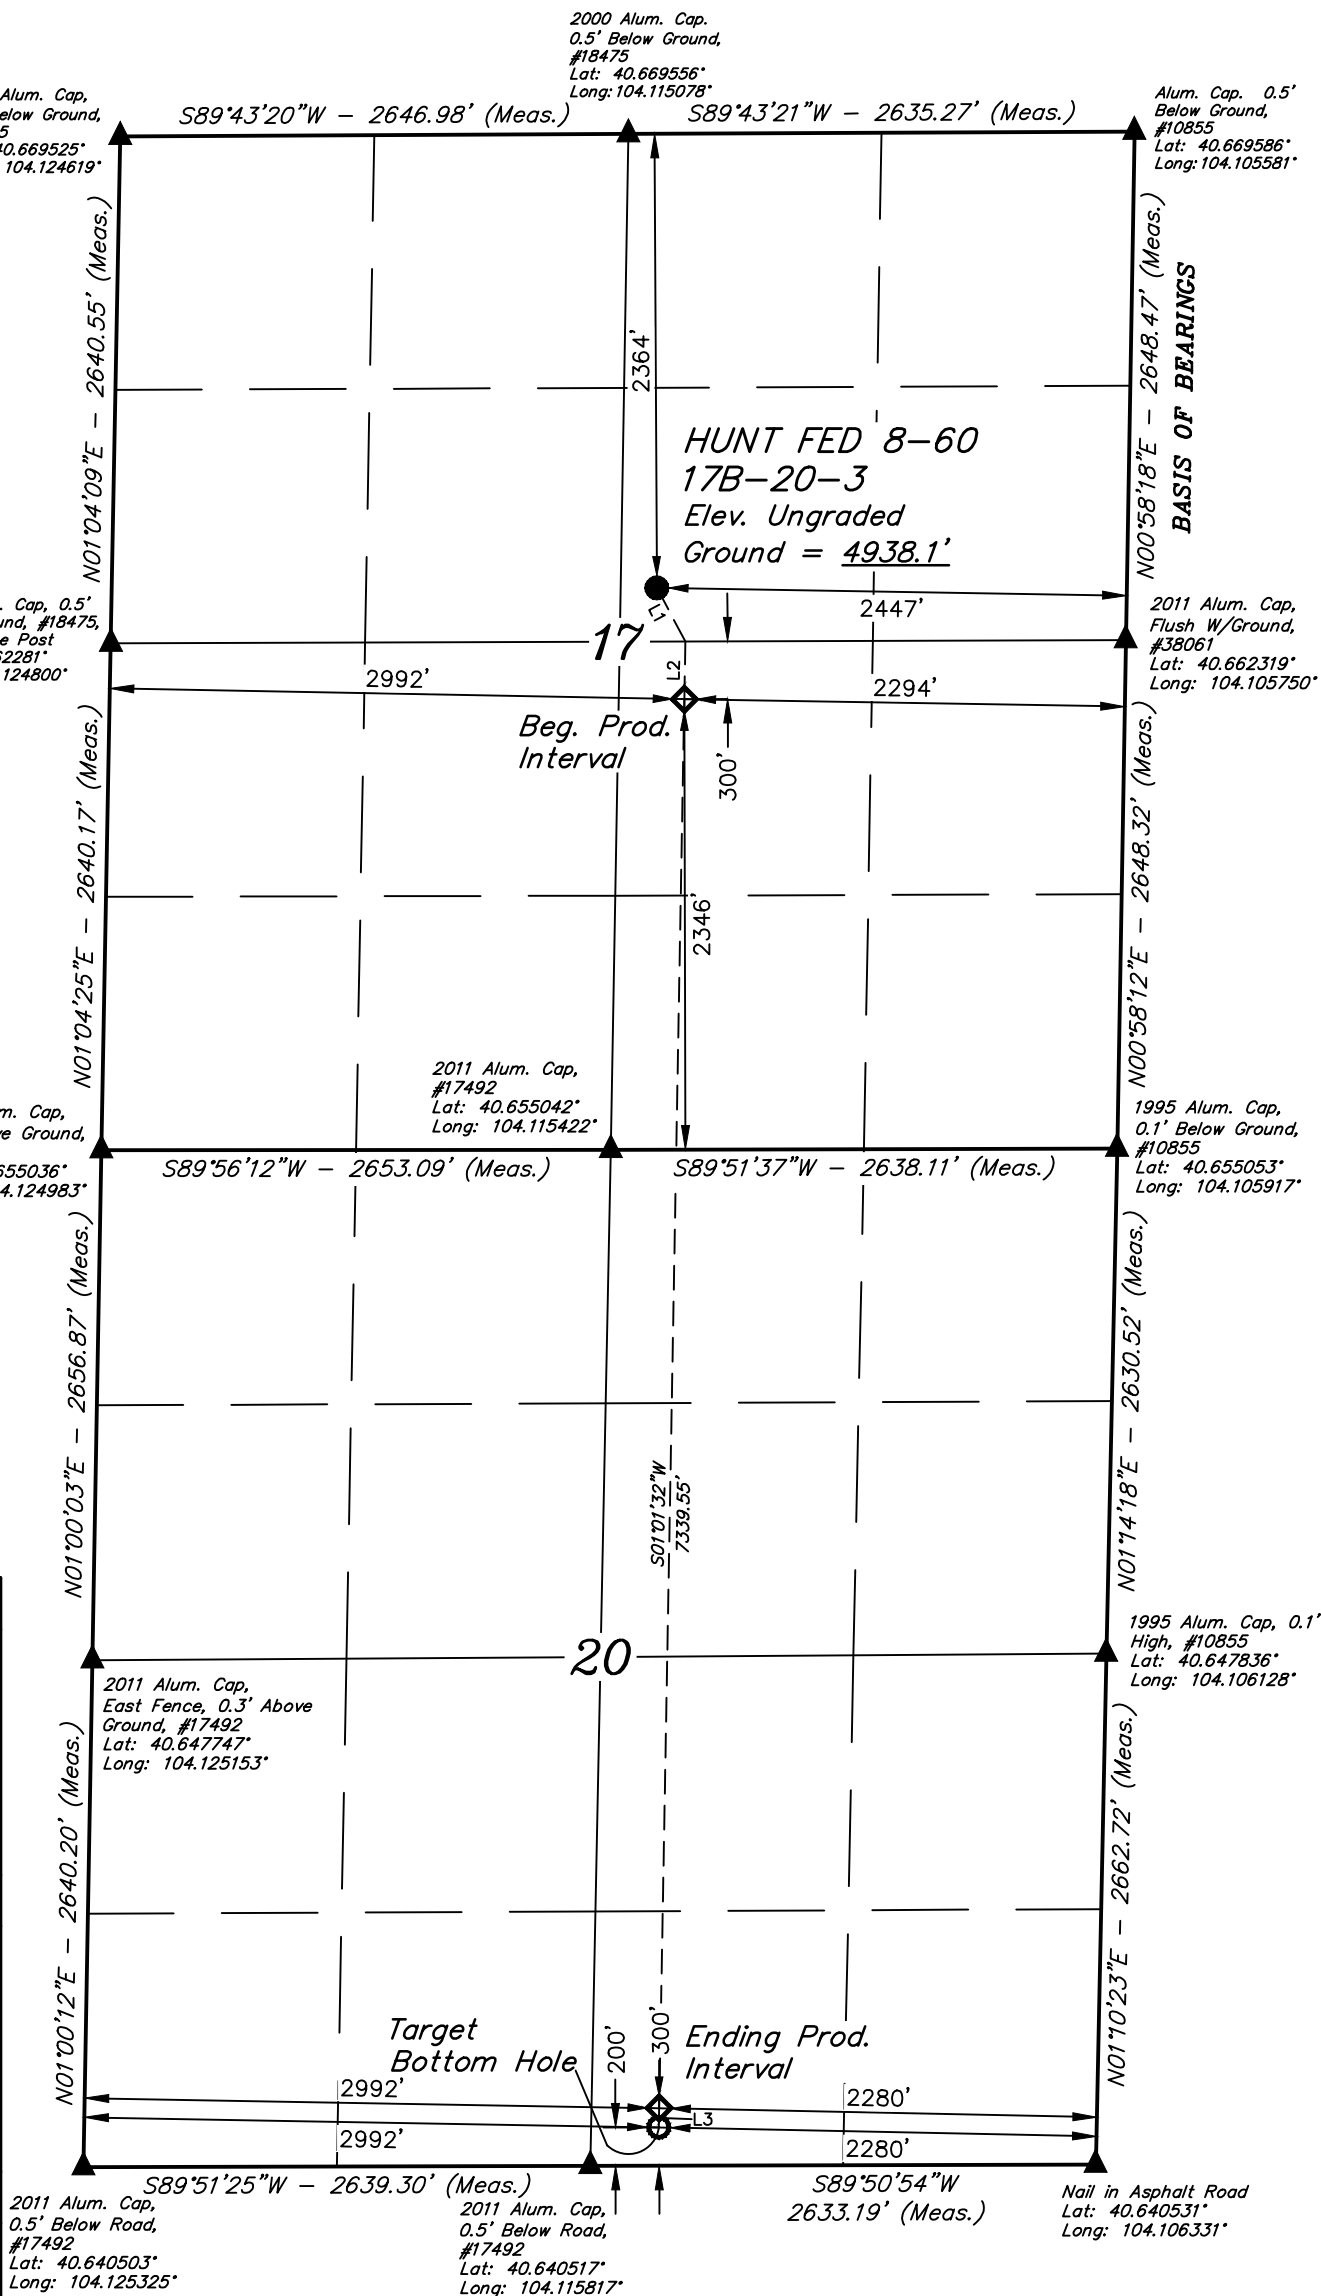 2000 Alum. Cap.
0.5' Below Ground,
#18475
Lat: 40.669556°
Long: 104.115078°
Alum. Cap,
elow Ground,
5
40.669525°
104.124619°
S89°43'20"W - 2646.98' (Meas.)
S89°43'21"W - 2635.27' (Meas.)
Alum. Cap. 0.5'
Below Ground,
#10855
Lat: 40.669586°
Long: 104.105581°
N01°04'09"E - 2640.55' (Meas.)
2364'
N00°58'18"E - 2648.47' (Meas.)
BASIS OF BEARINGS
HUNT FED 8-60
17B-20-3
Elev. Ungraded
Ground = 4938.1'
2447'
L1
17
. Cap, 0.5'
und, #18475,
e Post
62281°
.124800°
2011 Alum. Cap,
Flush W/Ground,
#38061
Lat: 40.662319°
Long: 104.105750°
2992'
L2
2294'
Beg. Prod.
Interval
300'
N01°04'25"E - 2640.17' (Meas.)
2346'
N00°58'12"E - 2648.32' (Meas.)
2011 Alum. Cap,
#17492
Lat: 40.655042°
Long: 104.115422°
m. Cap,
e Ground,
655036°
4.124983°
1995 Alum. Cap,
0.1' Below Ground,
#10855
Lat: 40.655053°
Long: 104.105917°
S89°56'12"W - 2653.09' (Meas.)
S89°51'37"W - 2638.11' (Meas.)
N01°00'03"E - 2656.87' (Meas.)
S01°01'32"W
7339.55'
N01°14'18"E - 2630.52' (Meas.)
20
1995 Alum. Cap, 0.1'
High, #10855
Lat: 40.647836°
Long: 104.106128°
2011 Alum. Cap,
East Fence, 0.3' Above
Ground, #17492
Lat: 40.647747°
Long: 104.125153°
N01°00'12"E - 2640.20' (Meas.)
N01°10'23"E - 2662.72' (Meas.)
Target
Bottom Hole
200'
300'
Ending Prod.
Interval
2992'
2280'
L3
2992'
2280'
S89°51'25"W - 2639.30' (Meas.)
S89°50'54"W
2633.19' (Meas.)
2011 Alum. Cap,
0.5' Below Road,
#17492
Lat: 40.640503°
Long: 104.125325°
2011 Alum. Cap,
0.5' Below Road,
#17492
Lat: 40.640517°
Long: 104.115817°
Nail in Asphalt Road
Lat: 40.640531°
Long: 104.106331°